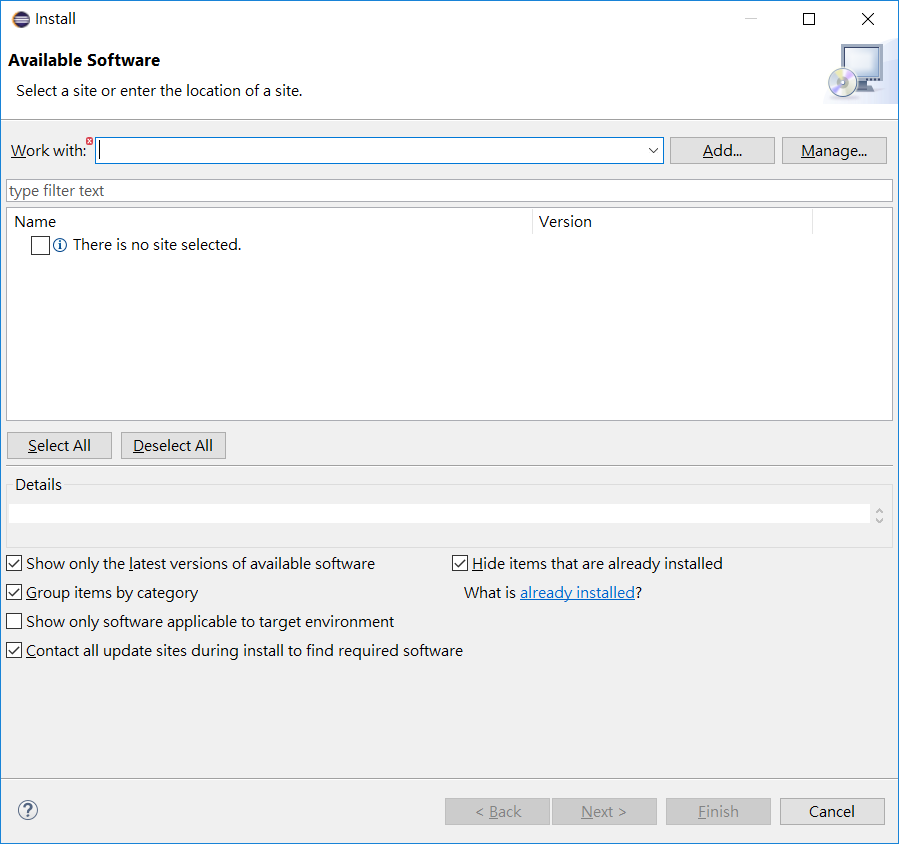 Install
Available Software
Select a site or enter the location of a site.
Work with: Add... Manage...
type filter text
Name Version
There is no site selected.
Select All Deselect All
Details
Show only the latest versions of available software Hide items that are already installed
Group items by category What is already installed?
Show only software applicable to target environment
Contact all update sites during install to find required software
? < Back Next > Finish Cancel